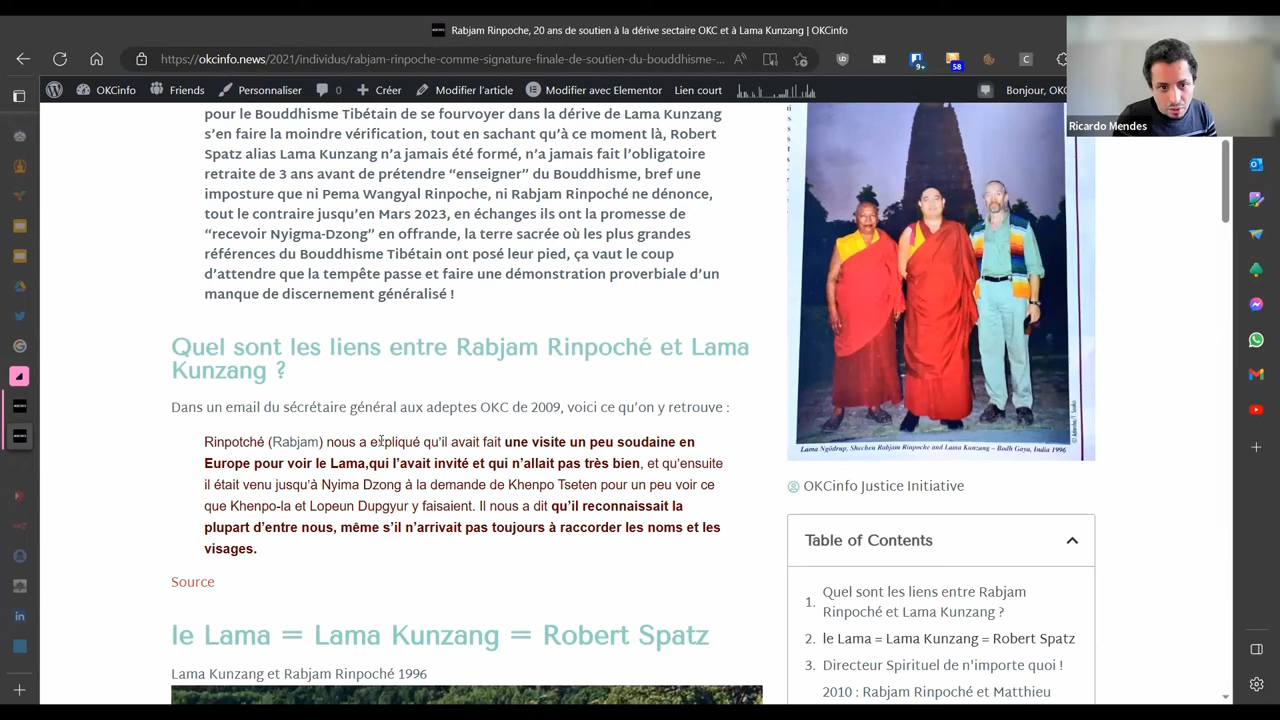 Rabjam Rinpoche, 20 ans de soutien à la dérive sectaire OKC et à Lama Kunzang | OKCinfo
https://okcinfo.news/2021/individus/rabjam-rinpoche-comme-signature-finale-de-soutien-du-bouddhisme-...
9+
58
C
OKCinfo
Friends
Personnaliser
0
Créer
Modifier l'article
Modifier avec Elementor
Lien court
Bonjour, OKC
Ricardo Mendes
pour le Bouddhisme Tibétain de se fourvoyer dans la dérive de Lama Kunzang
s'en faire la moindre vérification, tout en sachant qu'à ce moment là, Robert
Spatz alias Lama Kunzang n'a jamais été formé, n'a jamais fait l'obligatoire
retraite de 3 ans avant de prétendre “enseigner” du Bouddhisme, bref une
imposture que ni Pema Wangyal Rinpoche, ni Rabjam Rinpoché ne dénonce,
tout le contraire jusqu'en Mars 2023, en échanges ils ont la promesse de
“recevoir Nyigma-Dzong” en offrande, la terre sacrée où les plus grandes
références du Bouddhisme Tibétain ont posé leur pied, ça vaut le coup
d'attendre que la tempête passe et faire une démonstration proverbiale d'un
manque de discernement généralisé !
Quel sont les liens entre Rabjam Rinpoché et Lama
Kunzang ?
Dans un email du sécrétaire général aux adeptes OKC de 2009, voici ce qu'on y retrouve :
Rinpotché (Rabjam) nous a expliqué qu'il avait fait une visite un peu soudaine en
Europe pour voir le Lama,qui l'avait invité et qui n'allait pas très bien, et qu'ensuite
il était venu jusqu'à Nyima Dzong à la demande de Khenpo Tseten pour un peu voir ce
que Khenpo-la et Lopeun Dupgyur y faisaient. Il nous a dit qu'il reconnaissait la
plupart d'entre nous, même s'il n'arrivait pas toujours à raccorder les noms et les
visages.
Source
le Lama = Lama Kunzang = Robert Spatz
Lama Kunzang et Rabjam Rinpoché 1996
Lama Ngödrup, Shechen Rabjam Rinpoche and Lama Kunzang - Bodh Gaya, India 1996
OKCinfo Justice Initiative
Table of Contents
1. Quel sont les liens entre Rabjam
Rinpoché et Lama Kunzang ?
2. le Lama = Lama Kunzang = Robert Spatz
3. Directeur Spirituel de n'importe quoi !
2010 : Rabjam Rinpoché et Matthieu